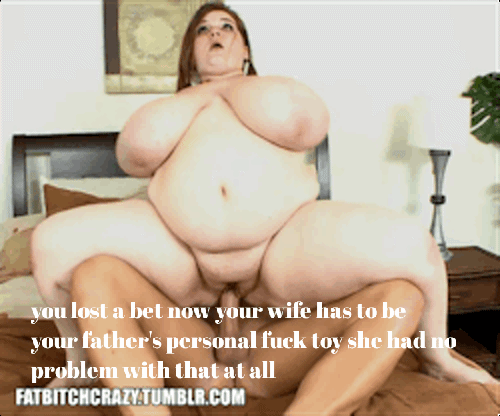 you lost a bet now your wife has to be
your father's personal fuck toy she had no
problem with that at all
FATBITCHCRAZY.TUMBLR.COM